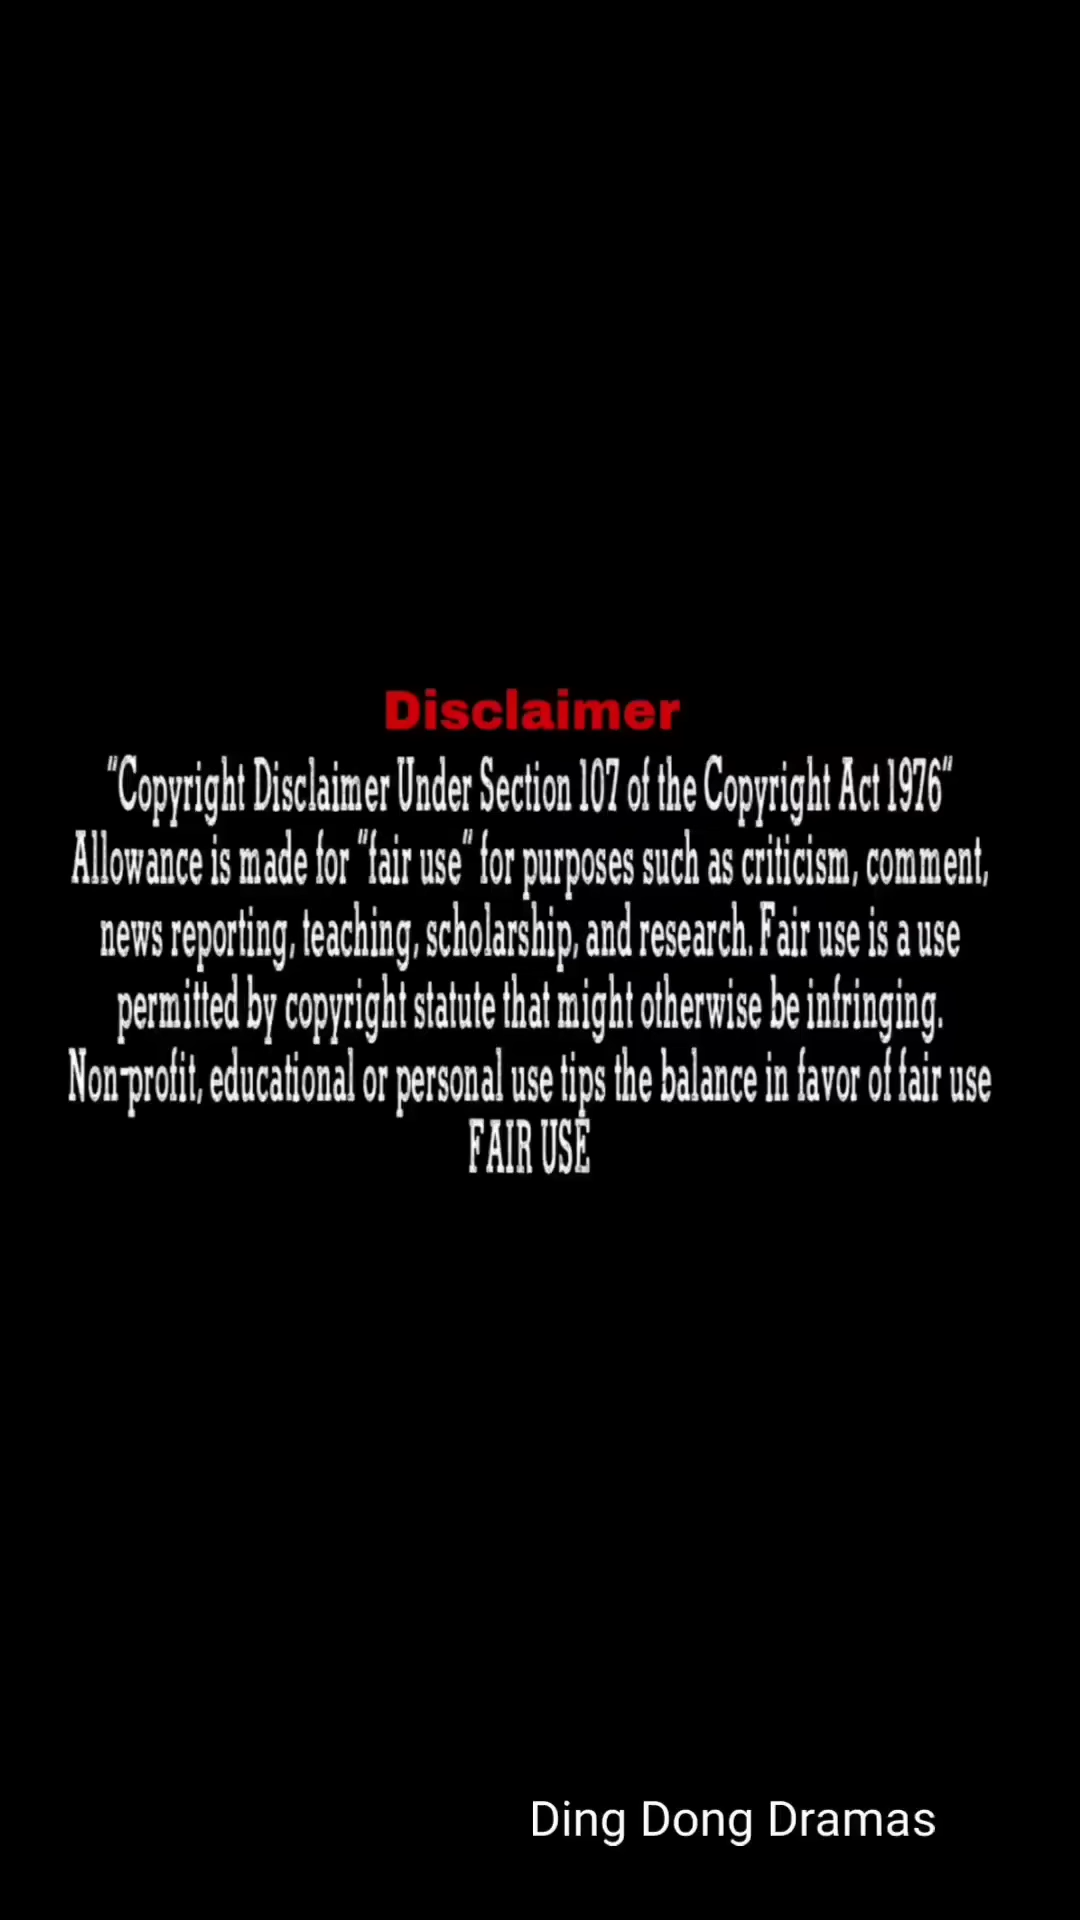 Disclaimer
"Copyright Disclaimer Under Section 107 of the Copyright Act 1976"
Allowance is made for "fair use" for purposes such as criticism, comment,
news reporting, teaching, scholarship, and research. Fair use is a use
permitted by copyright statute that might otherwise be infringing.
Non-profit, educational or personal use tips the balance in favor of fair use
FAIR USE
Ding Dong Dramas